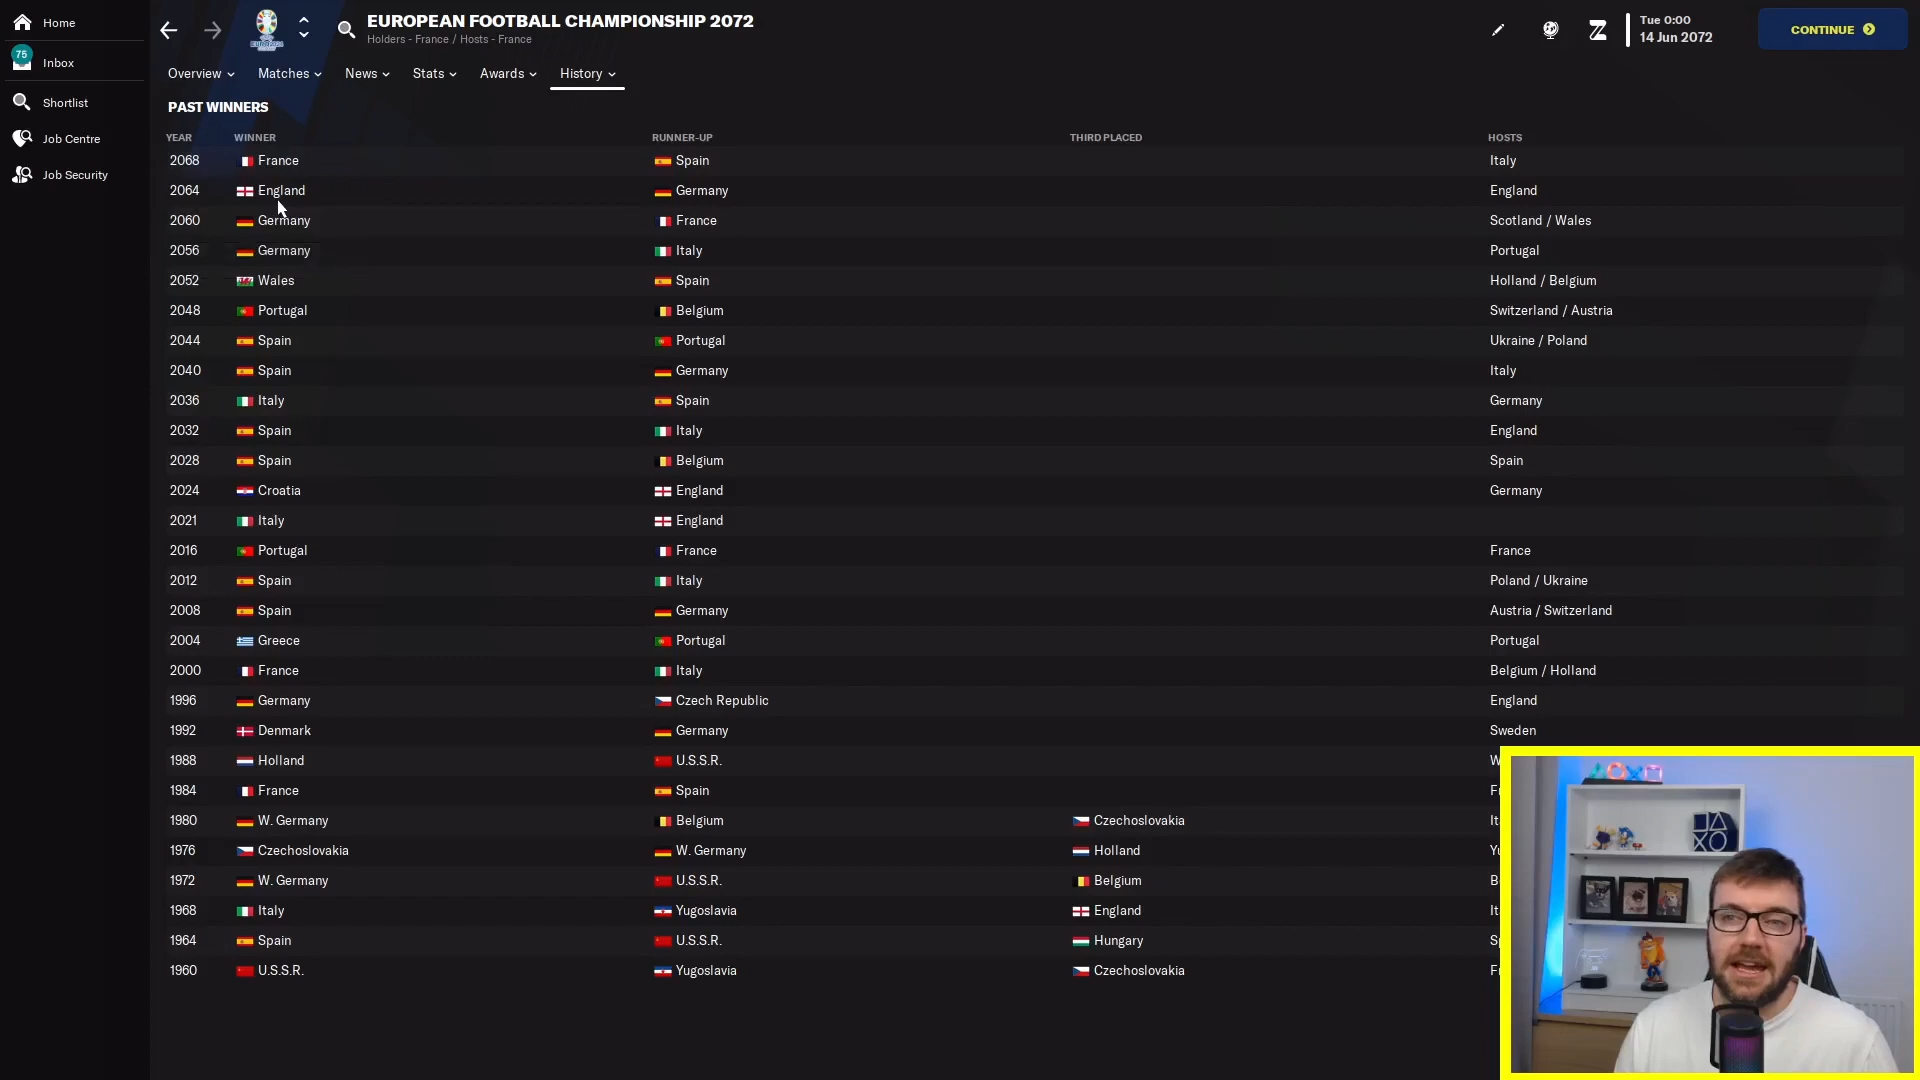 Home
75
Inbox
Shortlist
Job Centre
Job Security
EUROPEAN FOOTBALL CHAMPIONSHIP 2072
Holders - France / Hosts - France
Tue 0:00
14 Jun 2072
CONTINUE
Overview Matches News Stats Awards History
PAST WINNERS
YEAR WINNER RUNNER-UP THIRD PLACED HOSTS
2068 France Spain Italy
2064 England Germany England
2060 Germany France Scotland / Wales
2056 Germany Italy Portugal
2052 Wales Spain Holland / Belgium
2048 Portugal Belgium Switzerland / Austria
2044 Spain Portugal Ukraine / Poland
2040 Spain Germany Italy
2036 Italy Spain Germany
2032 Spain Italy England
2028 Spain Belgium Spain
2024 Croatia England Germany
2021 Italy England
2016 Portugal France France
2012 Spain Italy Poland / Ukraine
2008 Spain Germany Austria / Switzerland
2004 Greece Portugal Portugal
2000 France Italy Belgium / Holland
1996 Germany Czech Republic England
1992 Denmark Germany Sweden
1988 Holland U.S.S.R.
1984 France Spain
1980 W. Germany Belgium Czechoslovakia
1976 Czechoslovakia W. Germany Holland
1972 W. Germany U.S.S.R. Belgium
1968 Italy Yugoslavia England
1964 Spain U.S.S.R. Hungary
1960 U.S.S.R. Yugoslavia Czechoslovakia